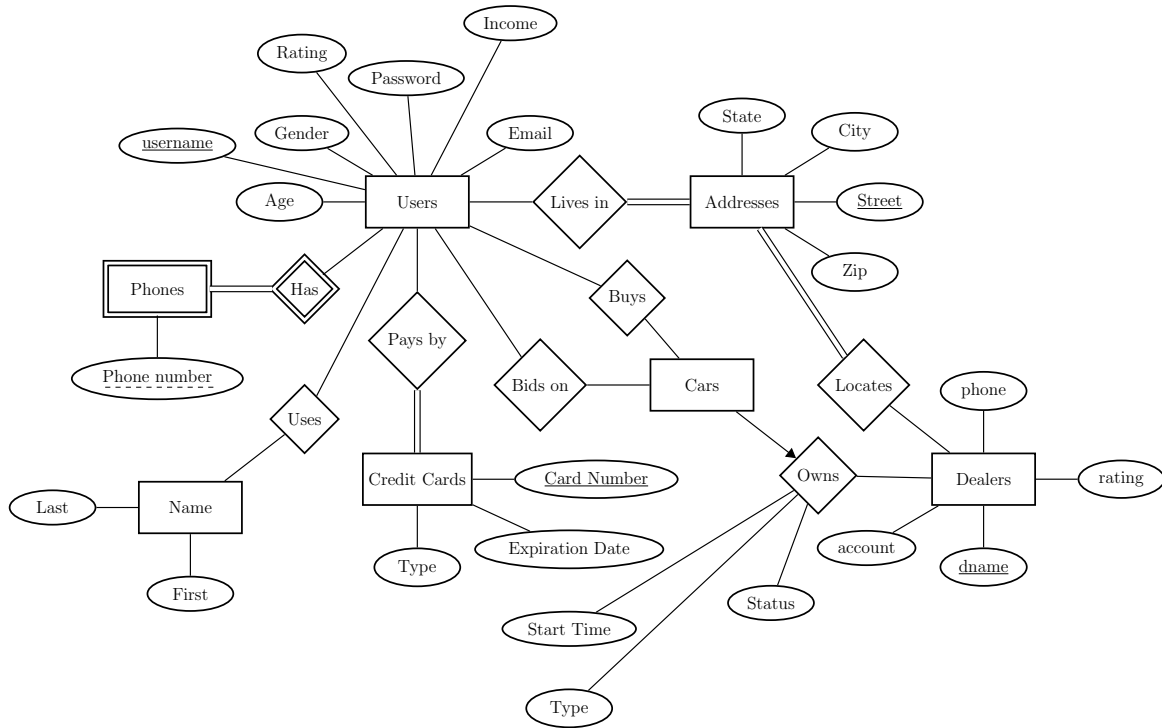 Income
Rating
Password
State
City
username
Gender
Email
Age
Users
Lives in
Addresses
Street
Zip
Phones
Has
Buys
Pays by
Phone number
Bids on
Cars
Locates
phone
Uses
Credit Cards
Card Number
Owns
Dealers
rating
Last
Name
Expiration Date
account
Type
dname
First
Status
Start Time
Type